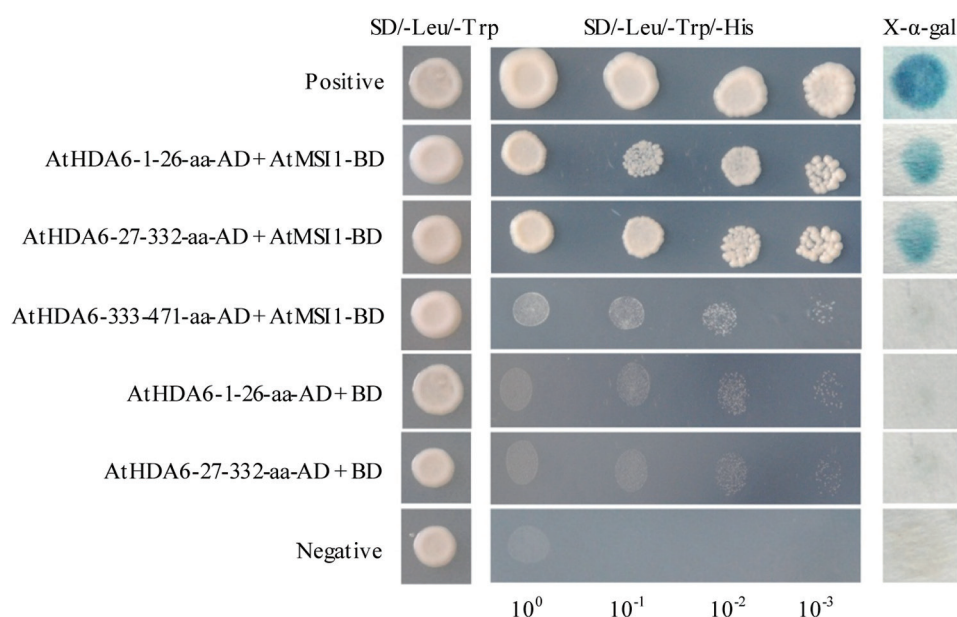 SD/-Leu/-Trp SD/-Leu/-Trp/-His X-α-gal
Positive
AtHDA6-1-26-aa-AD + AtMSI1-BD
AtHDA6-27-332-aa-AD + AtMSI1-BD
AtHDA6-333-471-aa-AD + AtMSI1-BD
AtHDA6-1-26-aa-AD + BD
AtHDA6-27-332-aa-AD + BD
Negative
10⁰ 10⁻¹ 10⁻² 10⁻³